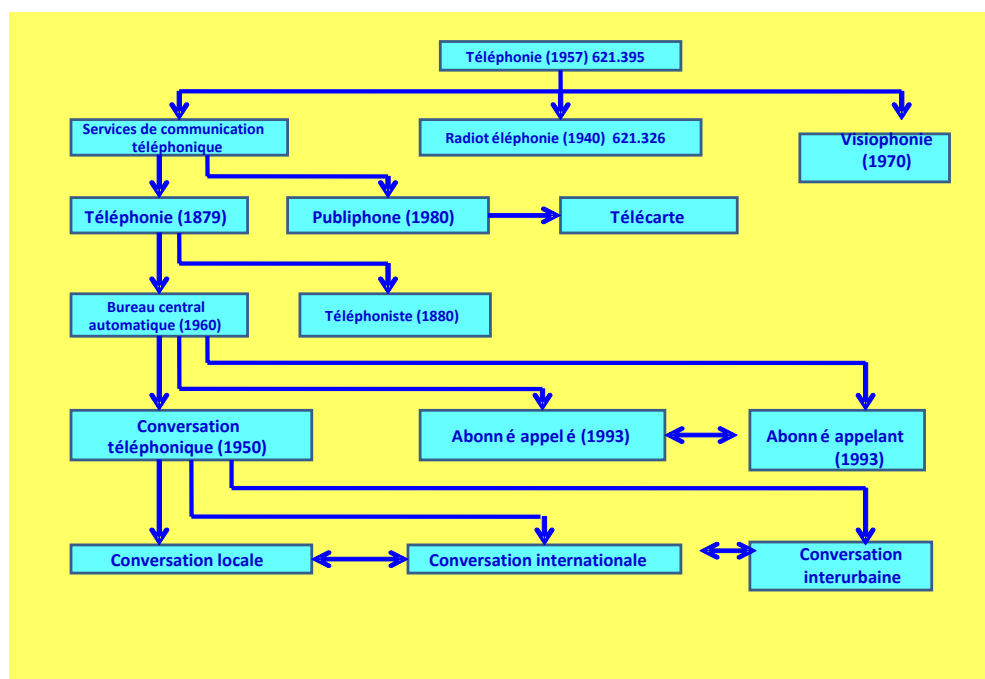 Téléphonie (1957) 621.395
Services de communication
téléphonique
Radiot éléphonie (1940) 621.326
Visiophonie
(1970)
Téléphonie (1879)
Publiphone (1980)
Télécarte
Bureau central
automatique (1960)
Téléphoniste (1880)
Conversation
téléphonique (1950)
Abonn é appel é (1993)
Abonn é appelant
(1993)
Conversation locale
Conversation internationale
Conversation
interurbaine